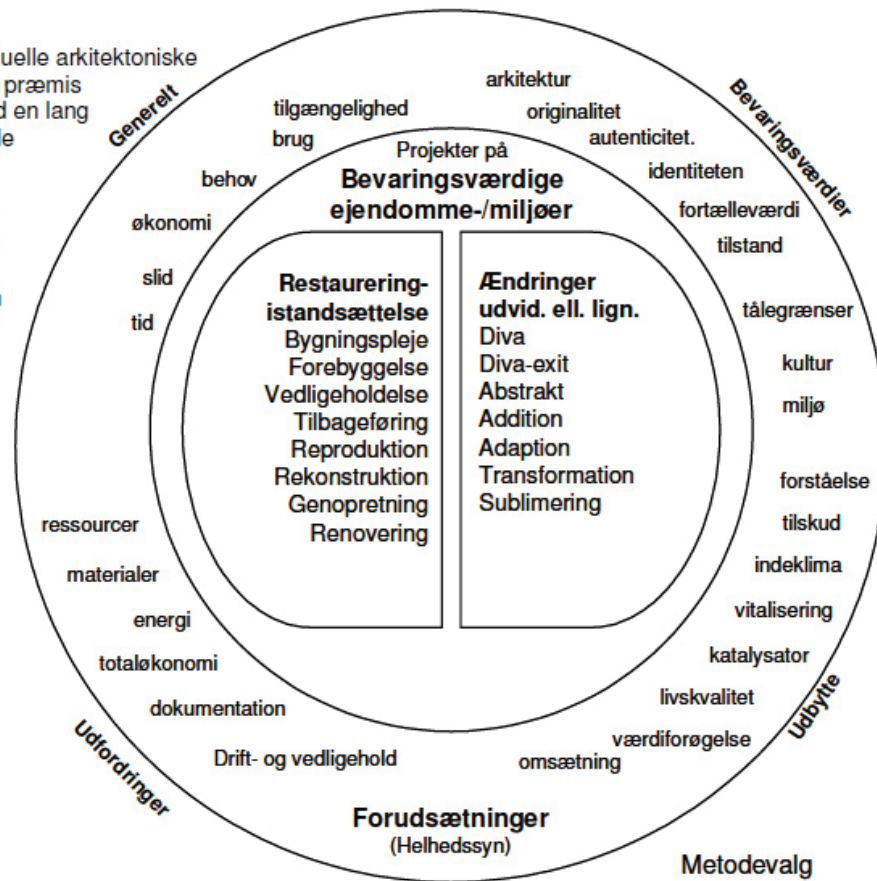 uelle arkitektoniske
præmis
d en lang
le
Generelt
tilgængelighed
brug
behov
økonomi
slid
tid
arkitektur
originalitet
autenticitet.
identiteten
fortælleværdi
tilstand
tålegrænser
kultur
miljø
Bevaringsværdier
Projekter på
Bevaringsværdige
ejendomme-/miljøer
Restaurering-
istandsættelse
Bygningspleje
Forebyggelse
Vedligeholdelse
Tilbageføring
Reproduktion
Rekonstruktion
Genopretning
Renovering
Ændringer
udvid. ell. lign.
Diva
Diva-exit
Abstrakt
Addition
Adaption
Transformation
Sublimering
ressourcer
materialer
energi
totaløkonomi
dokumentation
Drift- og vedligehold
Udfordringer
forståelse
tilskud
indeklima
vitalisering
katalysator
livskvalitet
værdiforøgelse
omsætning
Udbytte
Forudsætninger
(Helhedssyn)
Metodevalg